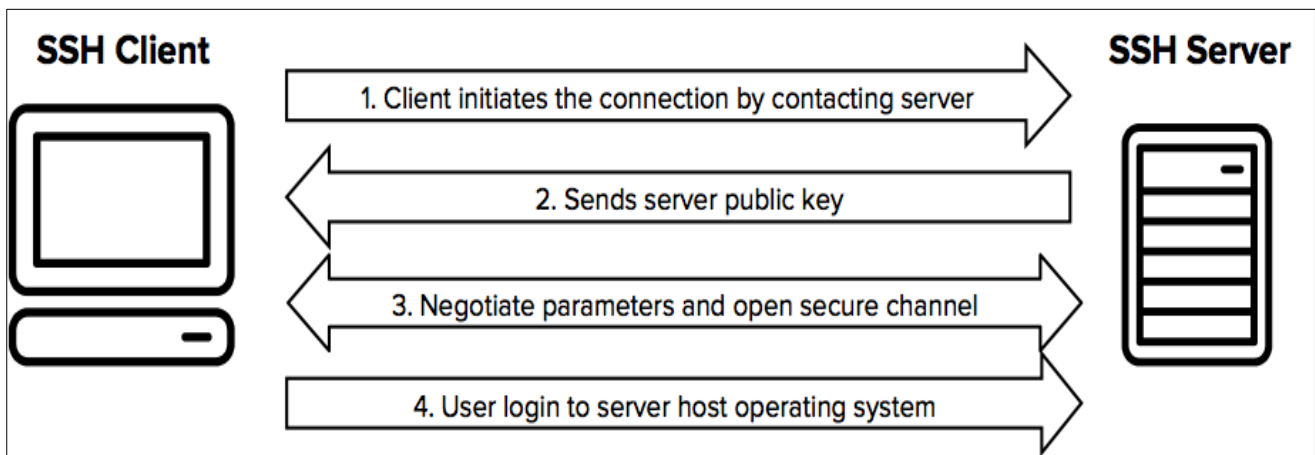 SSH Client
SSH Server
1. Client initiates the connection by contacting server
2. Sends server public key
3. Negotiate parameters and open secure channel
4. User login to server host operating system